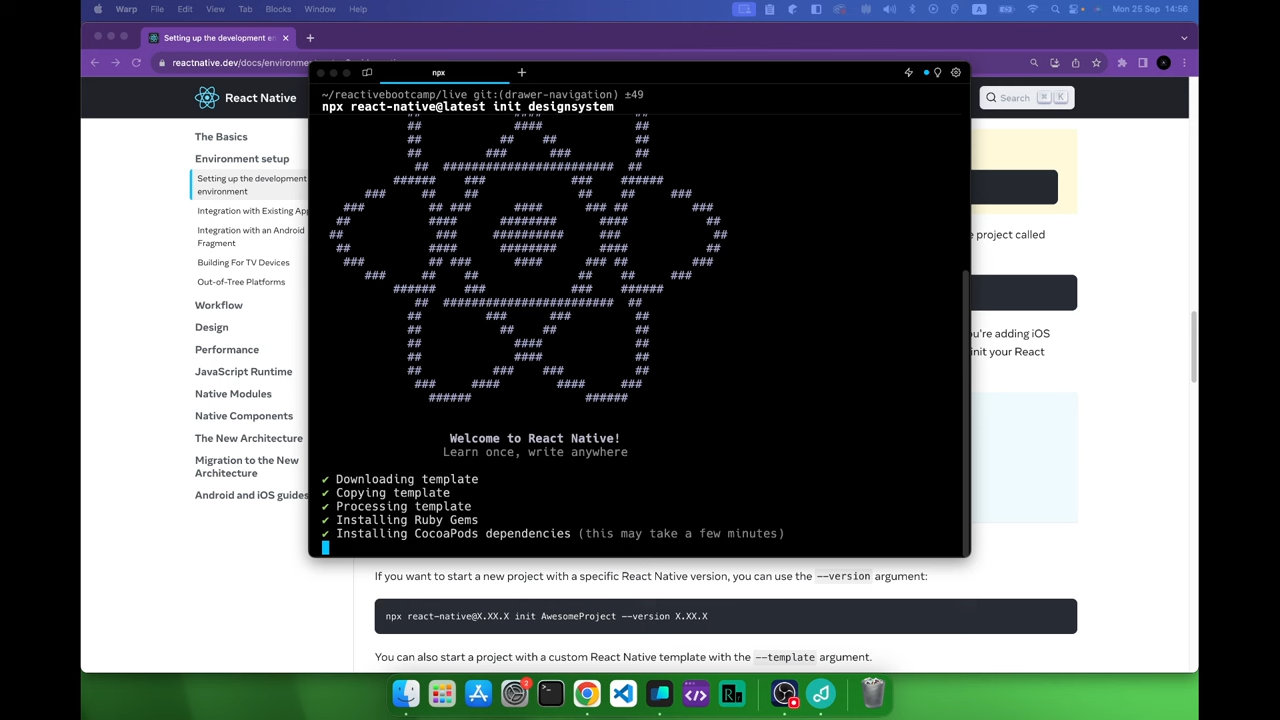 Warp File Edit View Tab Blocks Window Help
A
Mon 25 Sep 14:56
Setting up the development en
reactnative.dev/docs/environmen
npx
React Native
Search ⌘ K
~/reactivebootcamp/live git:(drawer-navigation) ±49
npx react-native@latest init designsystem
The Basics
Environment setup
Setting up the development
environment
Integration with Existing App
Integration with an Android
Fragment
Building For TV Devices
Out-of-Tree Platforms
Workflow
Design
Performance
JavaScript Runtime
Native Modules
Native Components
The New Architecture
Migration to the New
Architecture
Android and iOS guides
e project called
u're adding iOS
init your React
Welcome to React Native!
Learn once, write anywhere
✔ Downloading template
✔ Copying template
✔ Processing template
✔ Installing Ruby Gems
✔ Installing CocoaPods dependencies (this may take a few minutes)
If you want to start a new project with a specific React Native version, you can use the --version argument:
npx react-native@X.XX.X init AwesomeProject --version X.XX.X
You can also start a project with a custom React Native template with the --template argument.
2